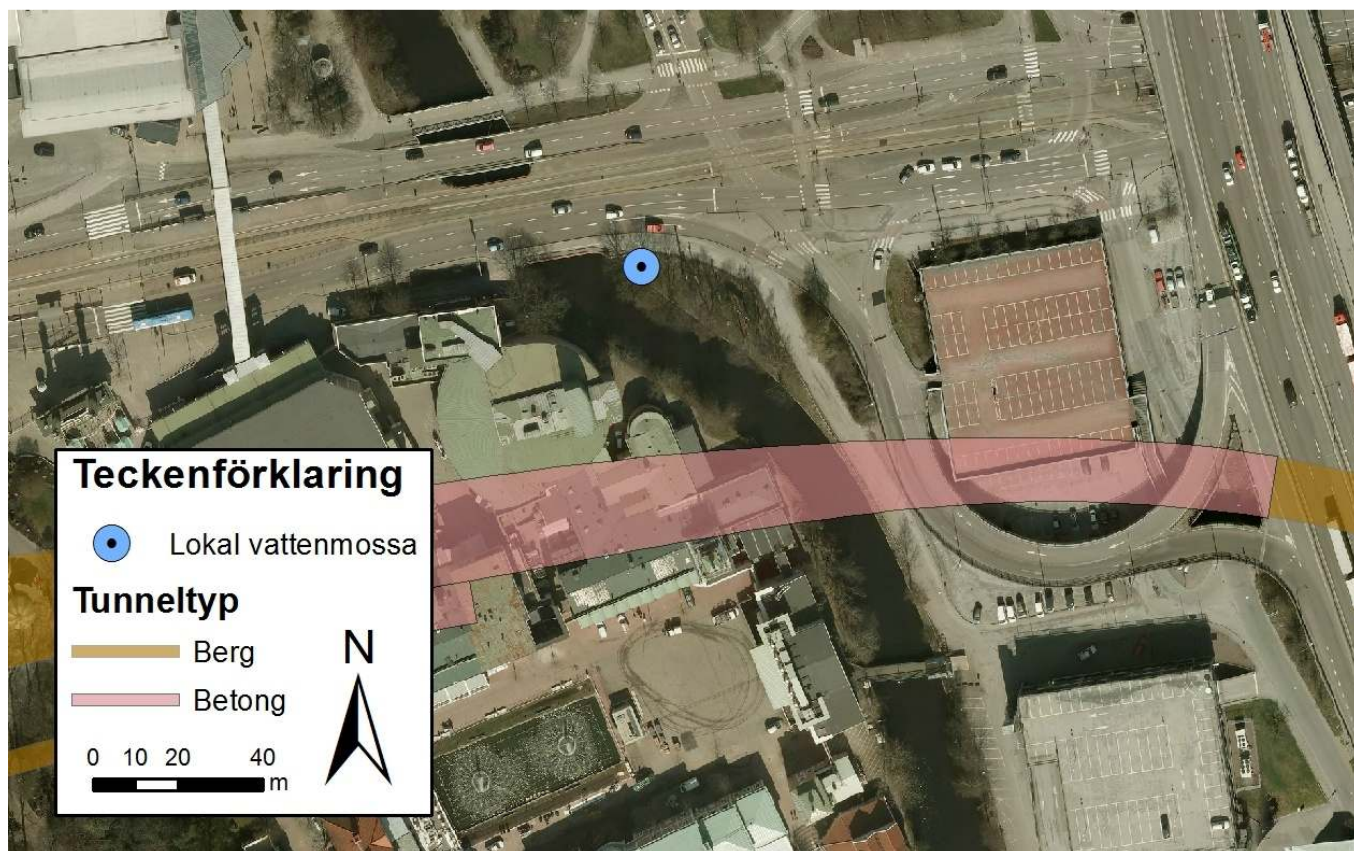 Teckenförklaring
Lokal vattenmossa
Tunneltyp
Berg
Betong
N
0 10 20 40
m